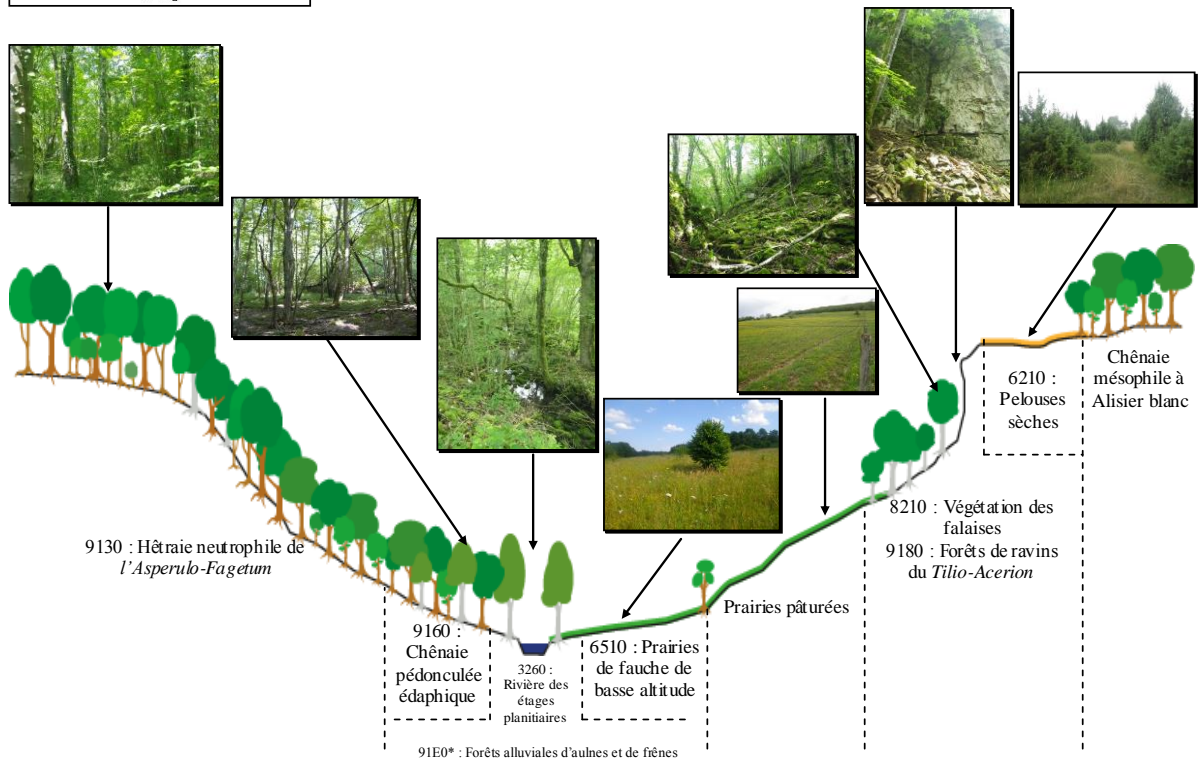 9130 : Hêtraie neutrophile de
l'Asperulo-Fagetum
9160 :
Chênaie
pédonculée
édaphique
3260 :
Rivière des
étages
planitiaires
91E0* : Forêts alluviales d'aulnes et de frênes
6510 : Prairies
de fauche de
basse altitude
Prairies pâturées
8210 : Végétation des
falaises
9180 : Forêts de ravins
du Tilio-Acerion
6210 :
Pelouses
sèches
Chênaie
mésophile à
Alisier blanc